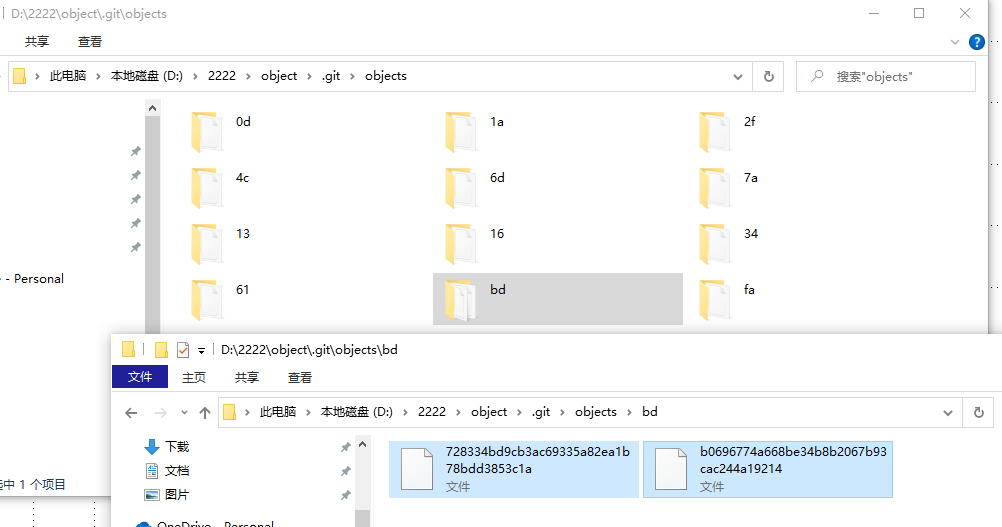 D:\2222\object\.git\objects
共享 查看
此电脑 本地磁盘 (D:) 2222 object .git objects
搜索"objects"
0d 1a 2f
4c 6d 7a
13 16 34
- Personal
61 bd fa
D:\2222\object\.git\objects\bd
文件 主页 共享 查看
此电脑 本地磁盘 (D:) 2222 object .git objects bd
下载
728334bd9cb3ac69335a82ea1b
78bdd3853c1a
文件
b0696774a668be34b8b2067b93
cac244a19214
文件
文档
图片
选中 1 个项目
OneDrive - Personal